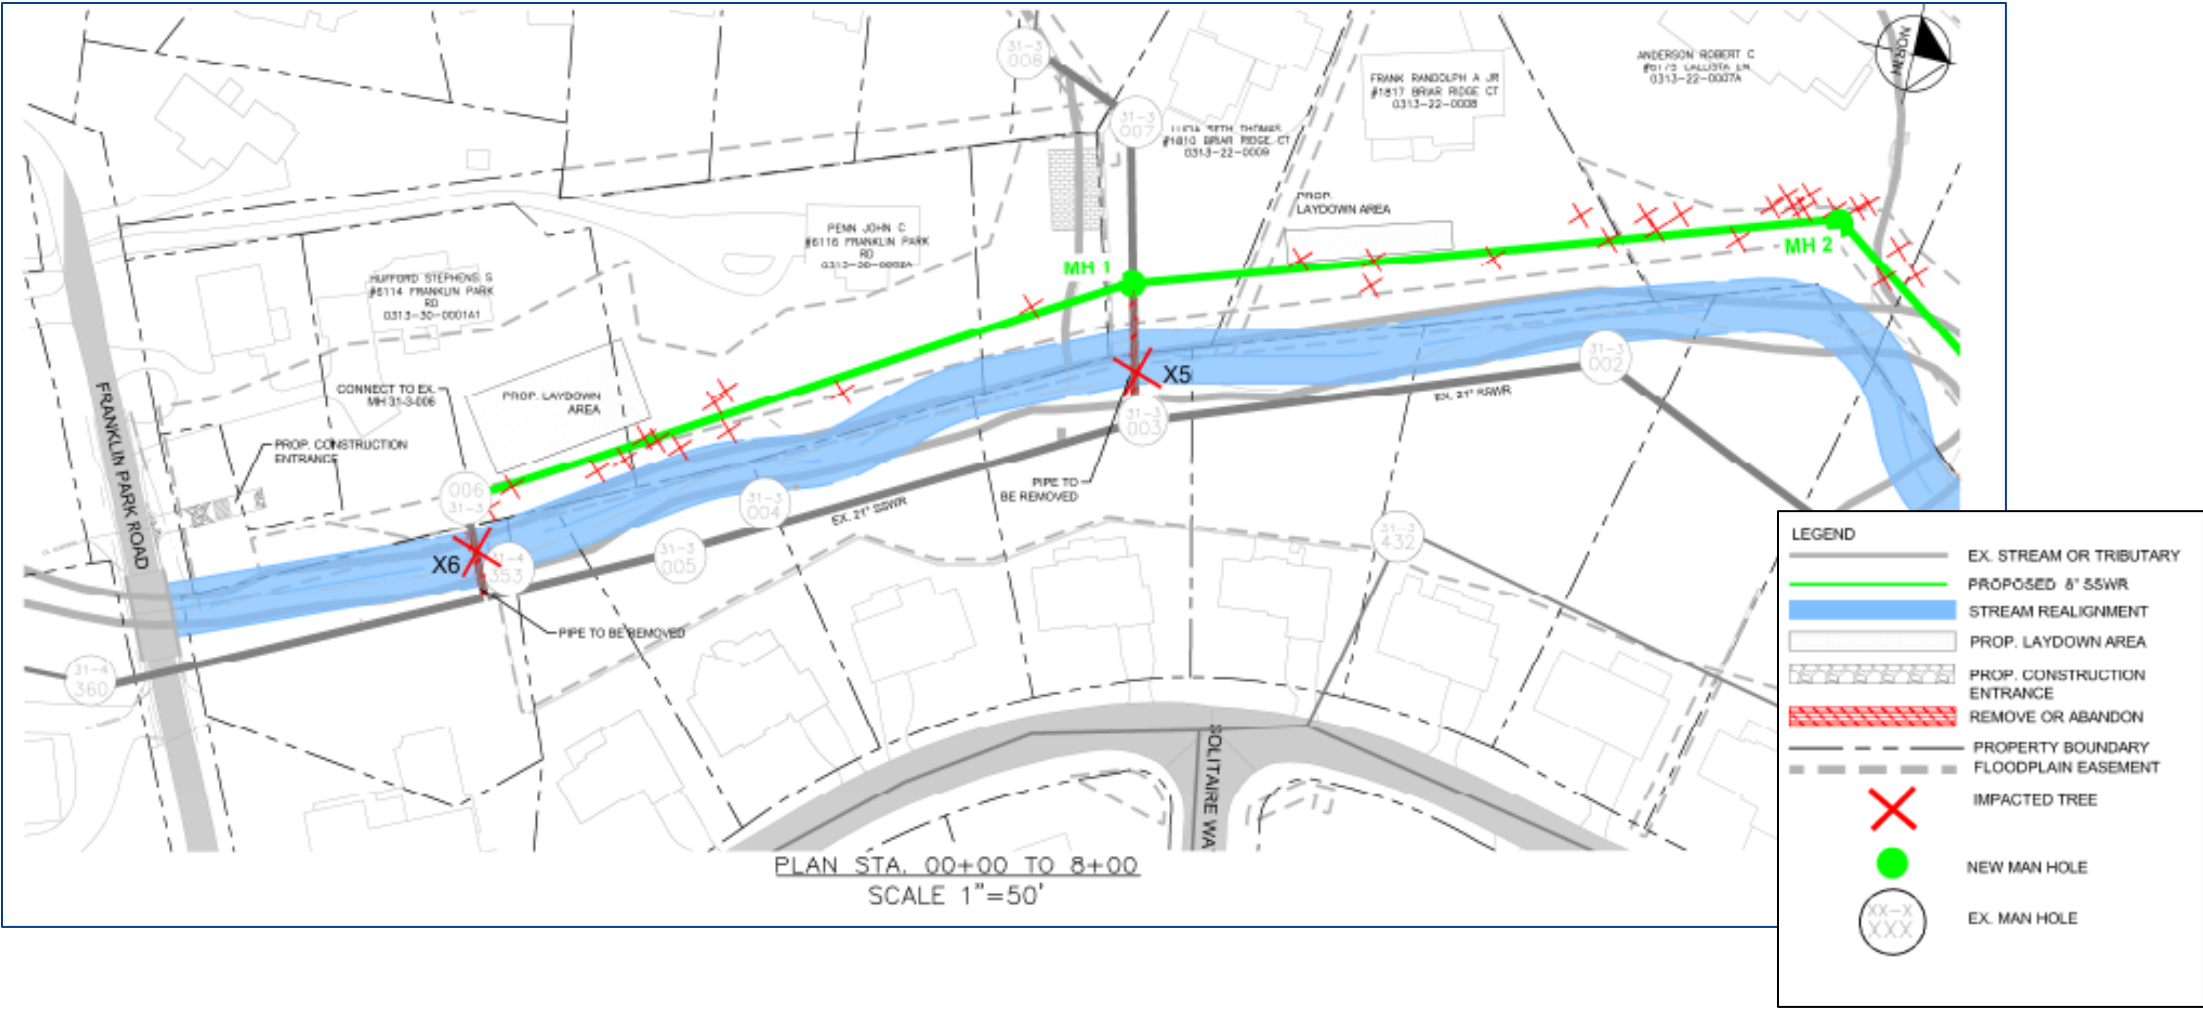 31-3
008
31-3
007
LUCIA SETH THOMAS
#1810 BRIAR RIDGE CT
0313-22-0009
FRANK RANDOLPH A JR
#1817 BRIAR RIDGE CT
0313-22-0008
ANDERSON ROBERT C
0313-22-0007A
NORTH
PROP.
LAYDOWN AREA
PENN JOHN C
#6116 FRANKLIN PARK
RD
HUFFORD STEPHENS S
#6114 FRANKLIN PARK
RD
0313-30-0001A1
MH 1
MH 2
CONNECT TO EX.
MH 31-3-006
PROP. LAYDOWN
AREA
PROP. CONSTRUCTION
ENTRANCE
FRANKLIN PARK ROAD
006
31-3
X5
31-3
003
31-3
002
EX. 21" SSWR
PIPE TO
BE REMOVED
31-3
004
EX. 21" SSWR
31-3
005
X6
31-4
353
PIPE TO BE REMOVED
31-3
432
31-4
360
SOLITAIRE WA
PLAN STA. 00+00 TO 8+00
SCALE 1"=50'
LEGEND
EX. STREAM OR TRIBUTARY
PROPOSED 8" SSWR
STREAM REALIGNMENT
PROP. LAYDOWN AREA
PROP. CONSTRUCTION
ENTRANCE
REMOVE OR ABANDON
PROPERTY BOUNDARY
FLOODPLAIN EASEMENT
IMPACTED TREE
NEW MAN HOLE
XX-X
XXX
EX. MAN HOLE